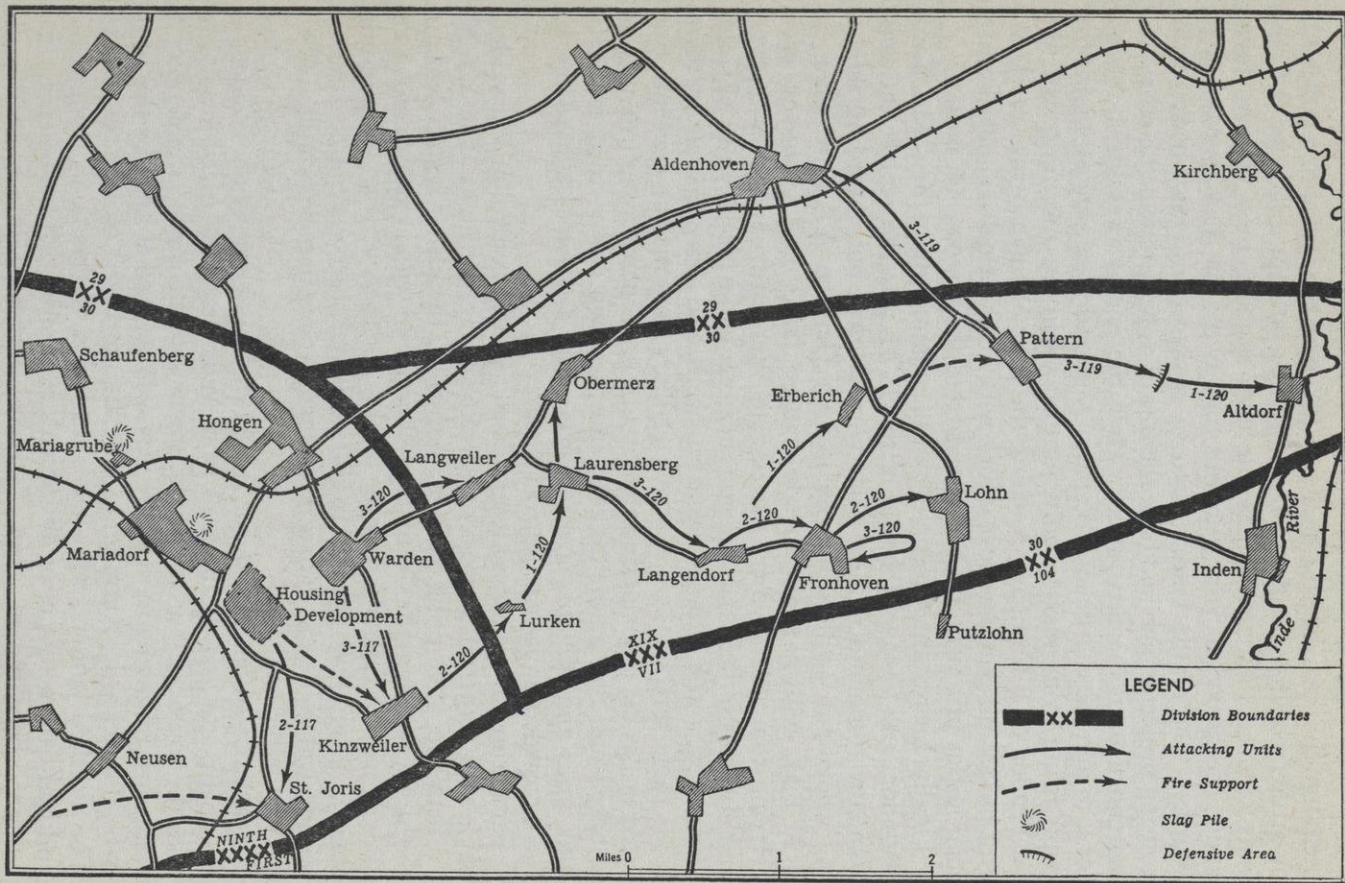 Aldenhoven
Kirchberg
3-119
29
XX
30
29
XX
30
Schaufenberg
Pattern
Obermerz
3-119
Erberich
1-120
Altdorf
Hongen
Mariagrube
Langweiler
Laurensberg
3-120
3-120
1-120
2-120
Lohn
2-120
3-120
Mariadorf
Warden
1-120
Langendorf
Fronhoven
30
XX
104
Inden
River
Inde
Housing
Development
Lurken
3-117
2-120
XIX
XXX
VII
Putzlohn
2-117
Kinzweiler
Neusen
St. Joris
NINTH
XXXX
FIRST
Miles 0 1 2
LEGEND
XX Division Boundaries
Attacking Units
Fire Support
Slag Pile
Defensive Area